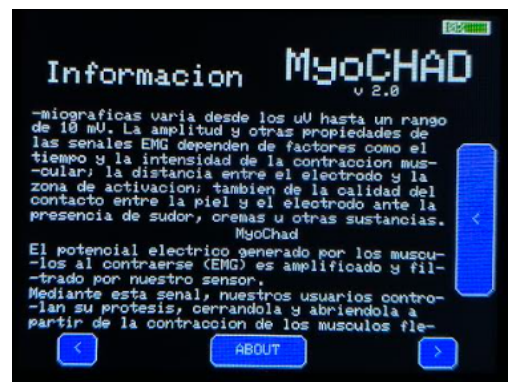 Informacion
MyoCHAD
v 2.0
-miograficas varia desde los uV hasta un rango
de 10 mV. La amplitud y otras propiedades de
las senales EMG dependen de factores como el
tiempo y la intensidad de la contraccion mus-
-cular; la distancia entre el electrodo y la
zona de activacion; tambien de la calidad del
contacto entre la piel y el electrodo ante la
presencia de sudor, cremas u otras sustancias.
MyoChad
El potencial electrico generado por los muscu-
-los al contraerse (EMG) es amplificado y fil-
-trado por nuestro sensor.
Mediante esta senal, nuestros usuarios contro-
-lan su protesis, cerrandola y abriendola a
partir de la contraccion de los musculos fle-
<
<
ABOUT
>